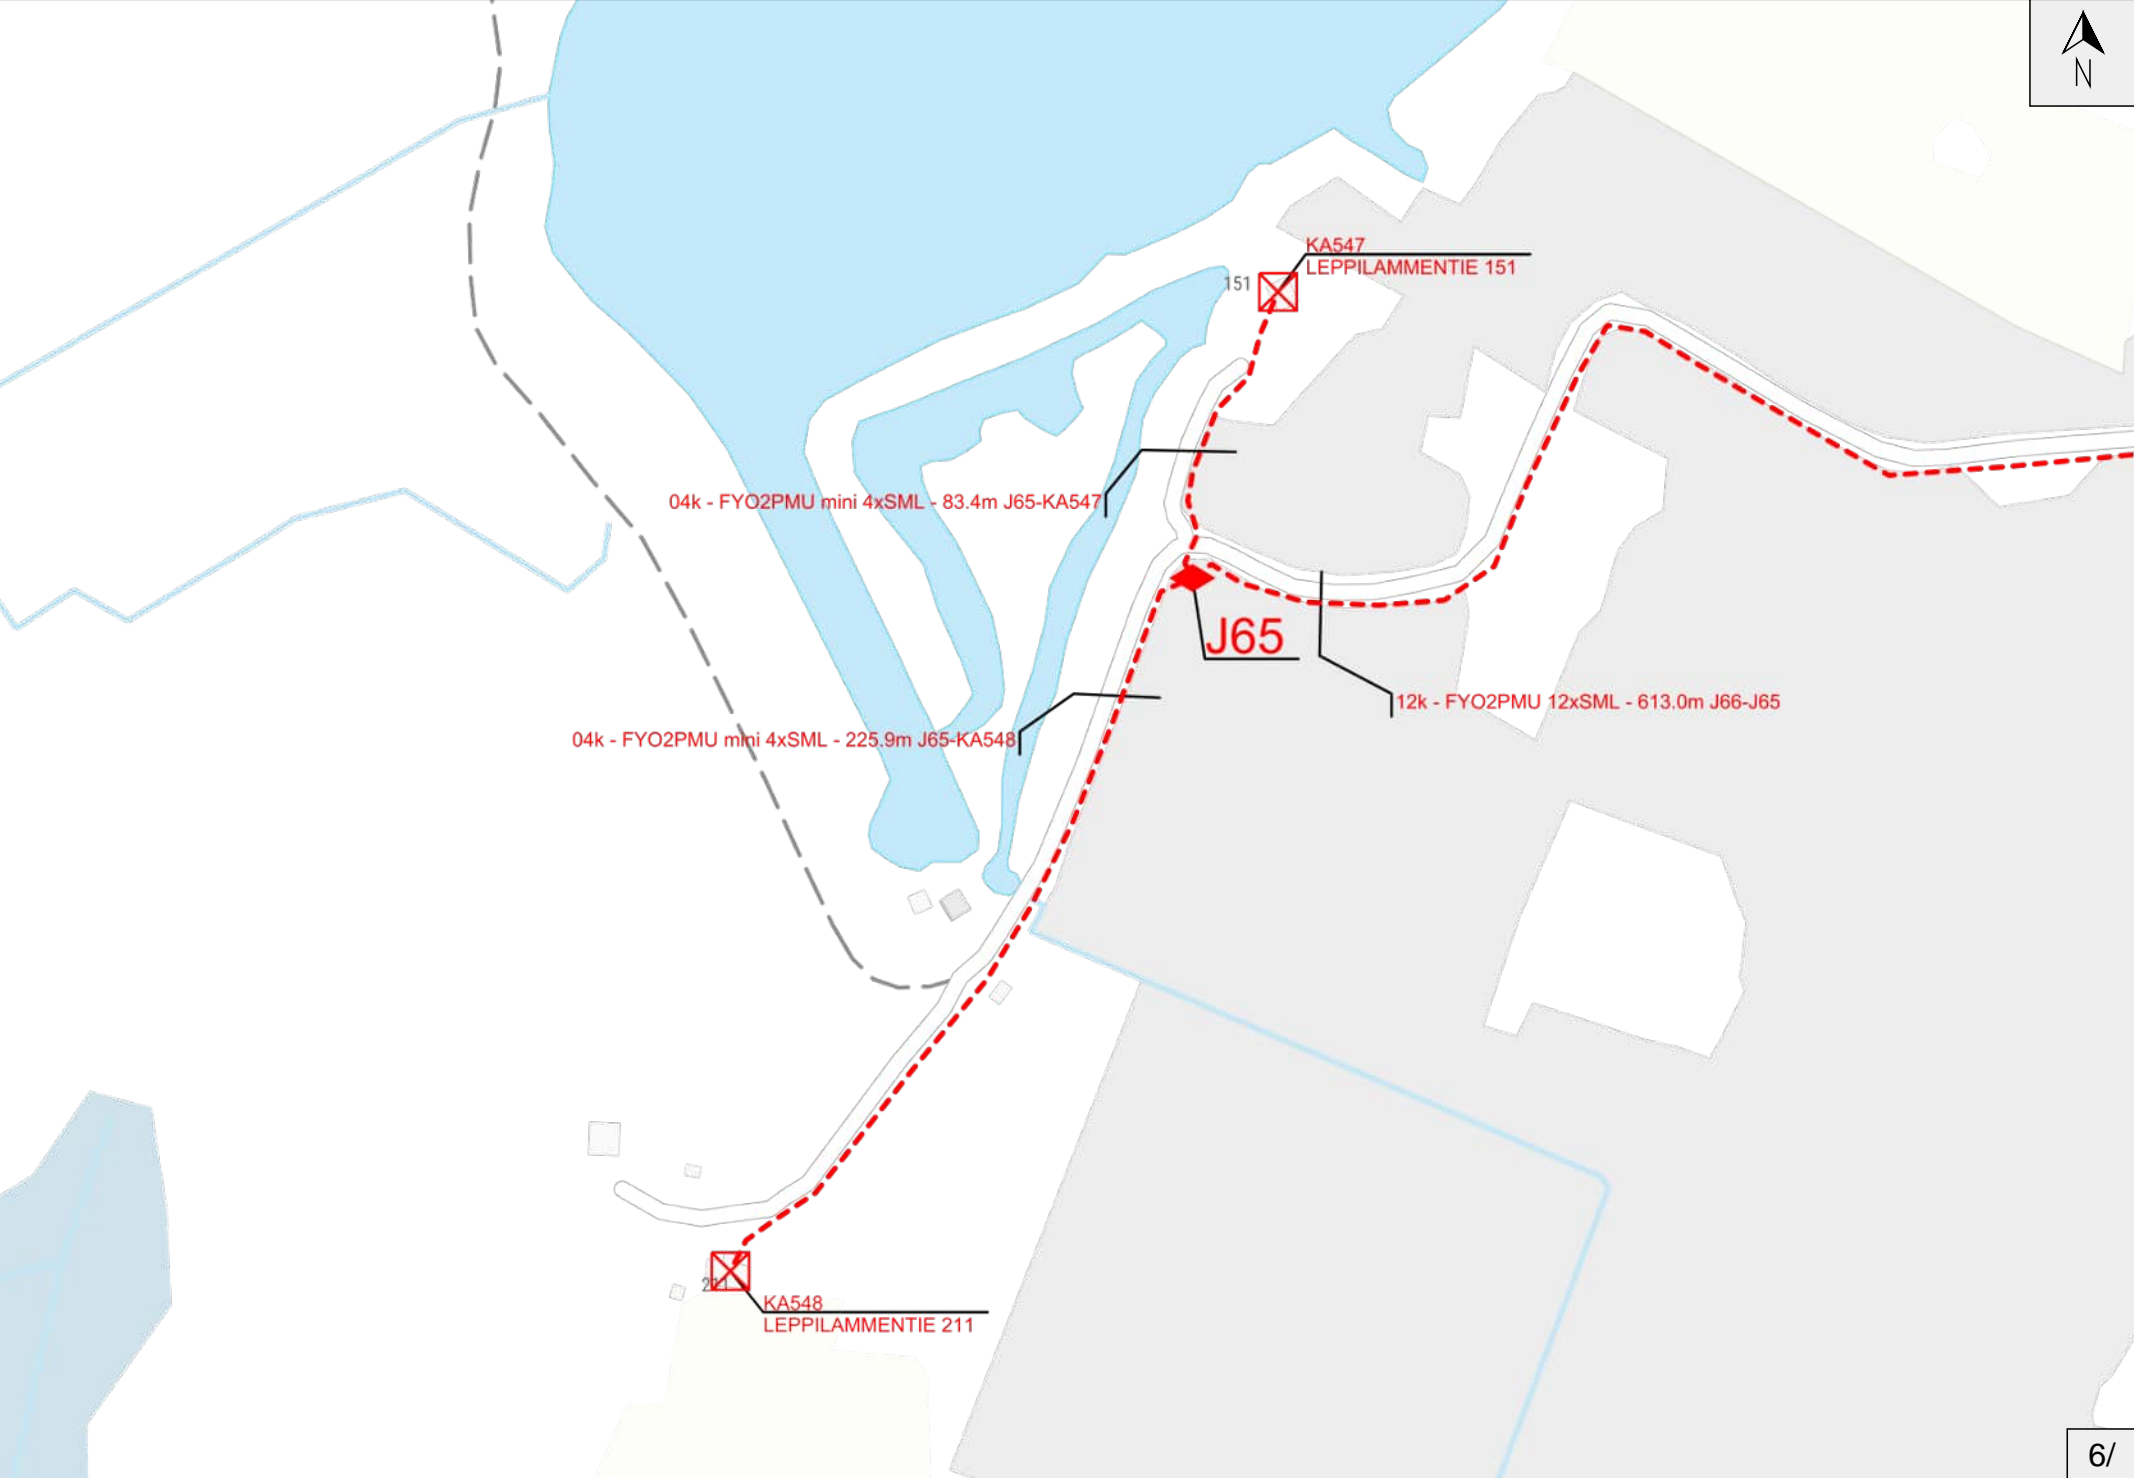 N
KA547
LEPPILAMMENTIE 151
151
04k - FYO2PMU mini 4xSML - 83.4m J65-KA547
J65
12k - FYO2PMU 12xSML - 613.0m J66-J65
04k - FYO2PMU mini 4xSML - 225.9m J65-KA548
211
KA548
LEPPILAMMENTIE 211
6/